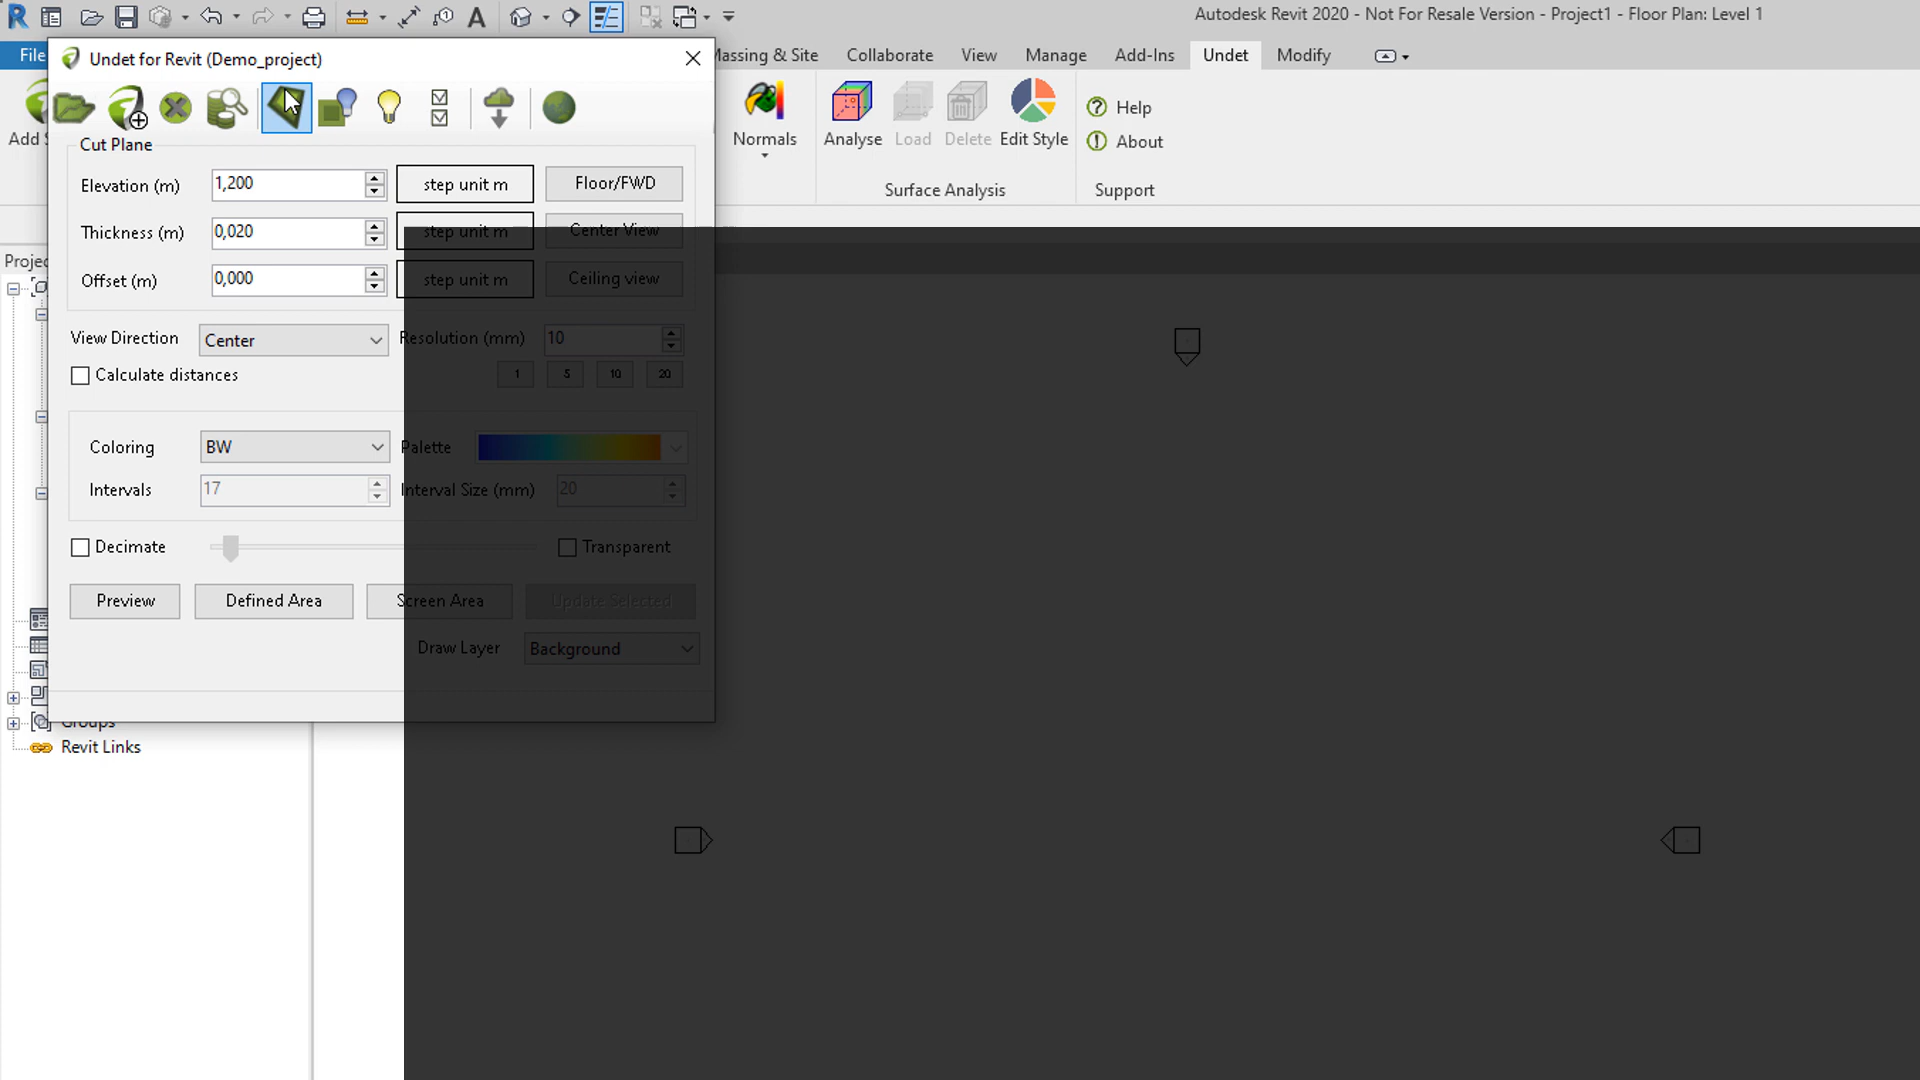 Autodesk Revit 2020 - Not For Resale Version - Project1 - Floor Plan: Level 1
File
Massing & Site
Collaborate
View
Manage
Add-Ins
Undet
Modify
Undet for Revit (Demo_project)
Add S
Normals
Analyse
Load
Delete
Edit Style
Help
About
Surface Analysis
Support
Cut Plane
Elevation (m)
1,200
step unit m
Floor/FWD
Thickness (m)
0,020
step unit m
Center View
Projec
Offset (m)
0,000
step unit m
Ceiling view
View Direction
Center
Resolution (mm)
10
Calculate distances
1
5
10
20
Coloring
BW
Palette
Intervals
17
Interval Size (mm)
20
Decimate
Transparent
Preview
Defined Area
Screen Area
Update Selected
Draw Layer
Background
Groups
Revit Links